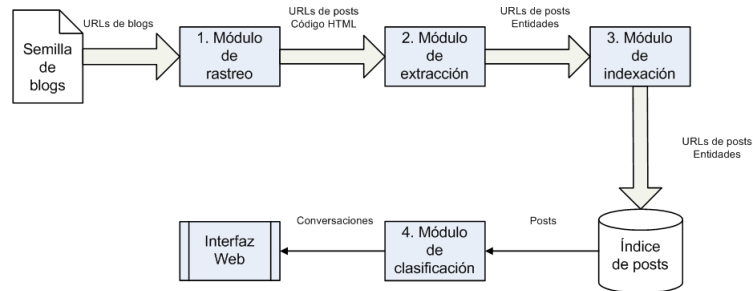 Semilla
de
blogs
URLs de blogs
1. Módulo
de
rastreo
URLs de posts
Código HTML
2. Módulo
de
extracción
URLs de posts
Entidades
3. Módulo
de
indexación
URLs de posts
Entidades
Índice
de posts
Posts
4. Módulo
de
clasificación
Conversaciones
Interfaz
Web